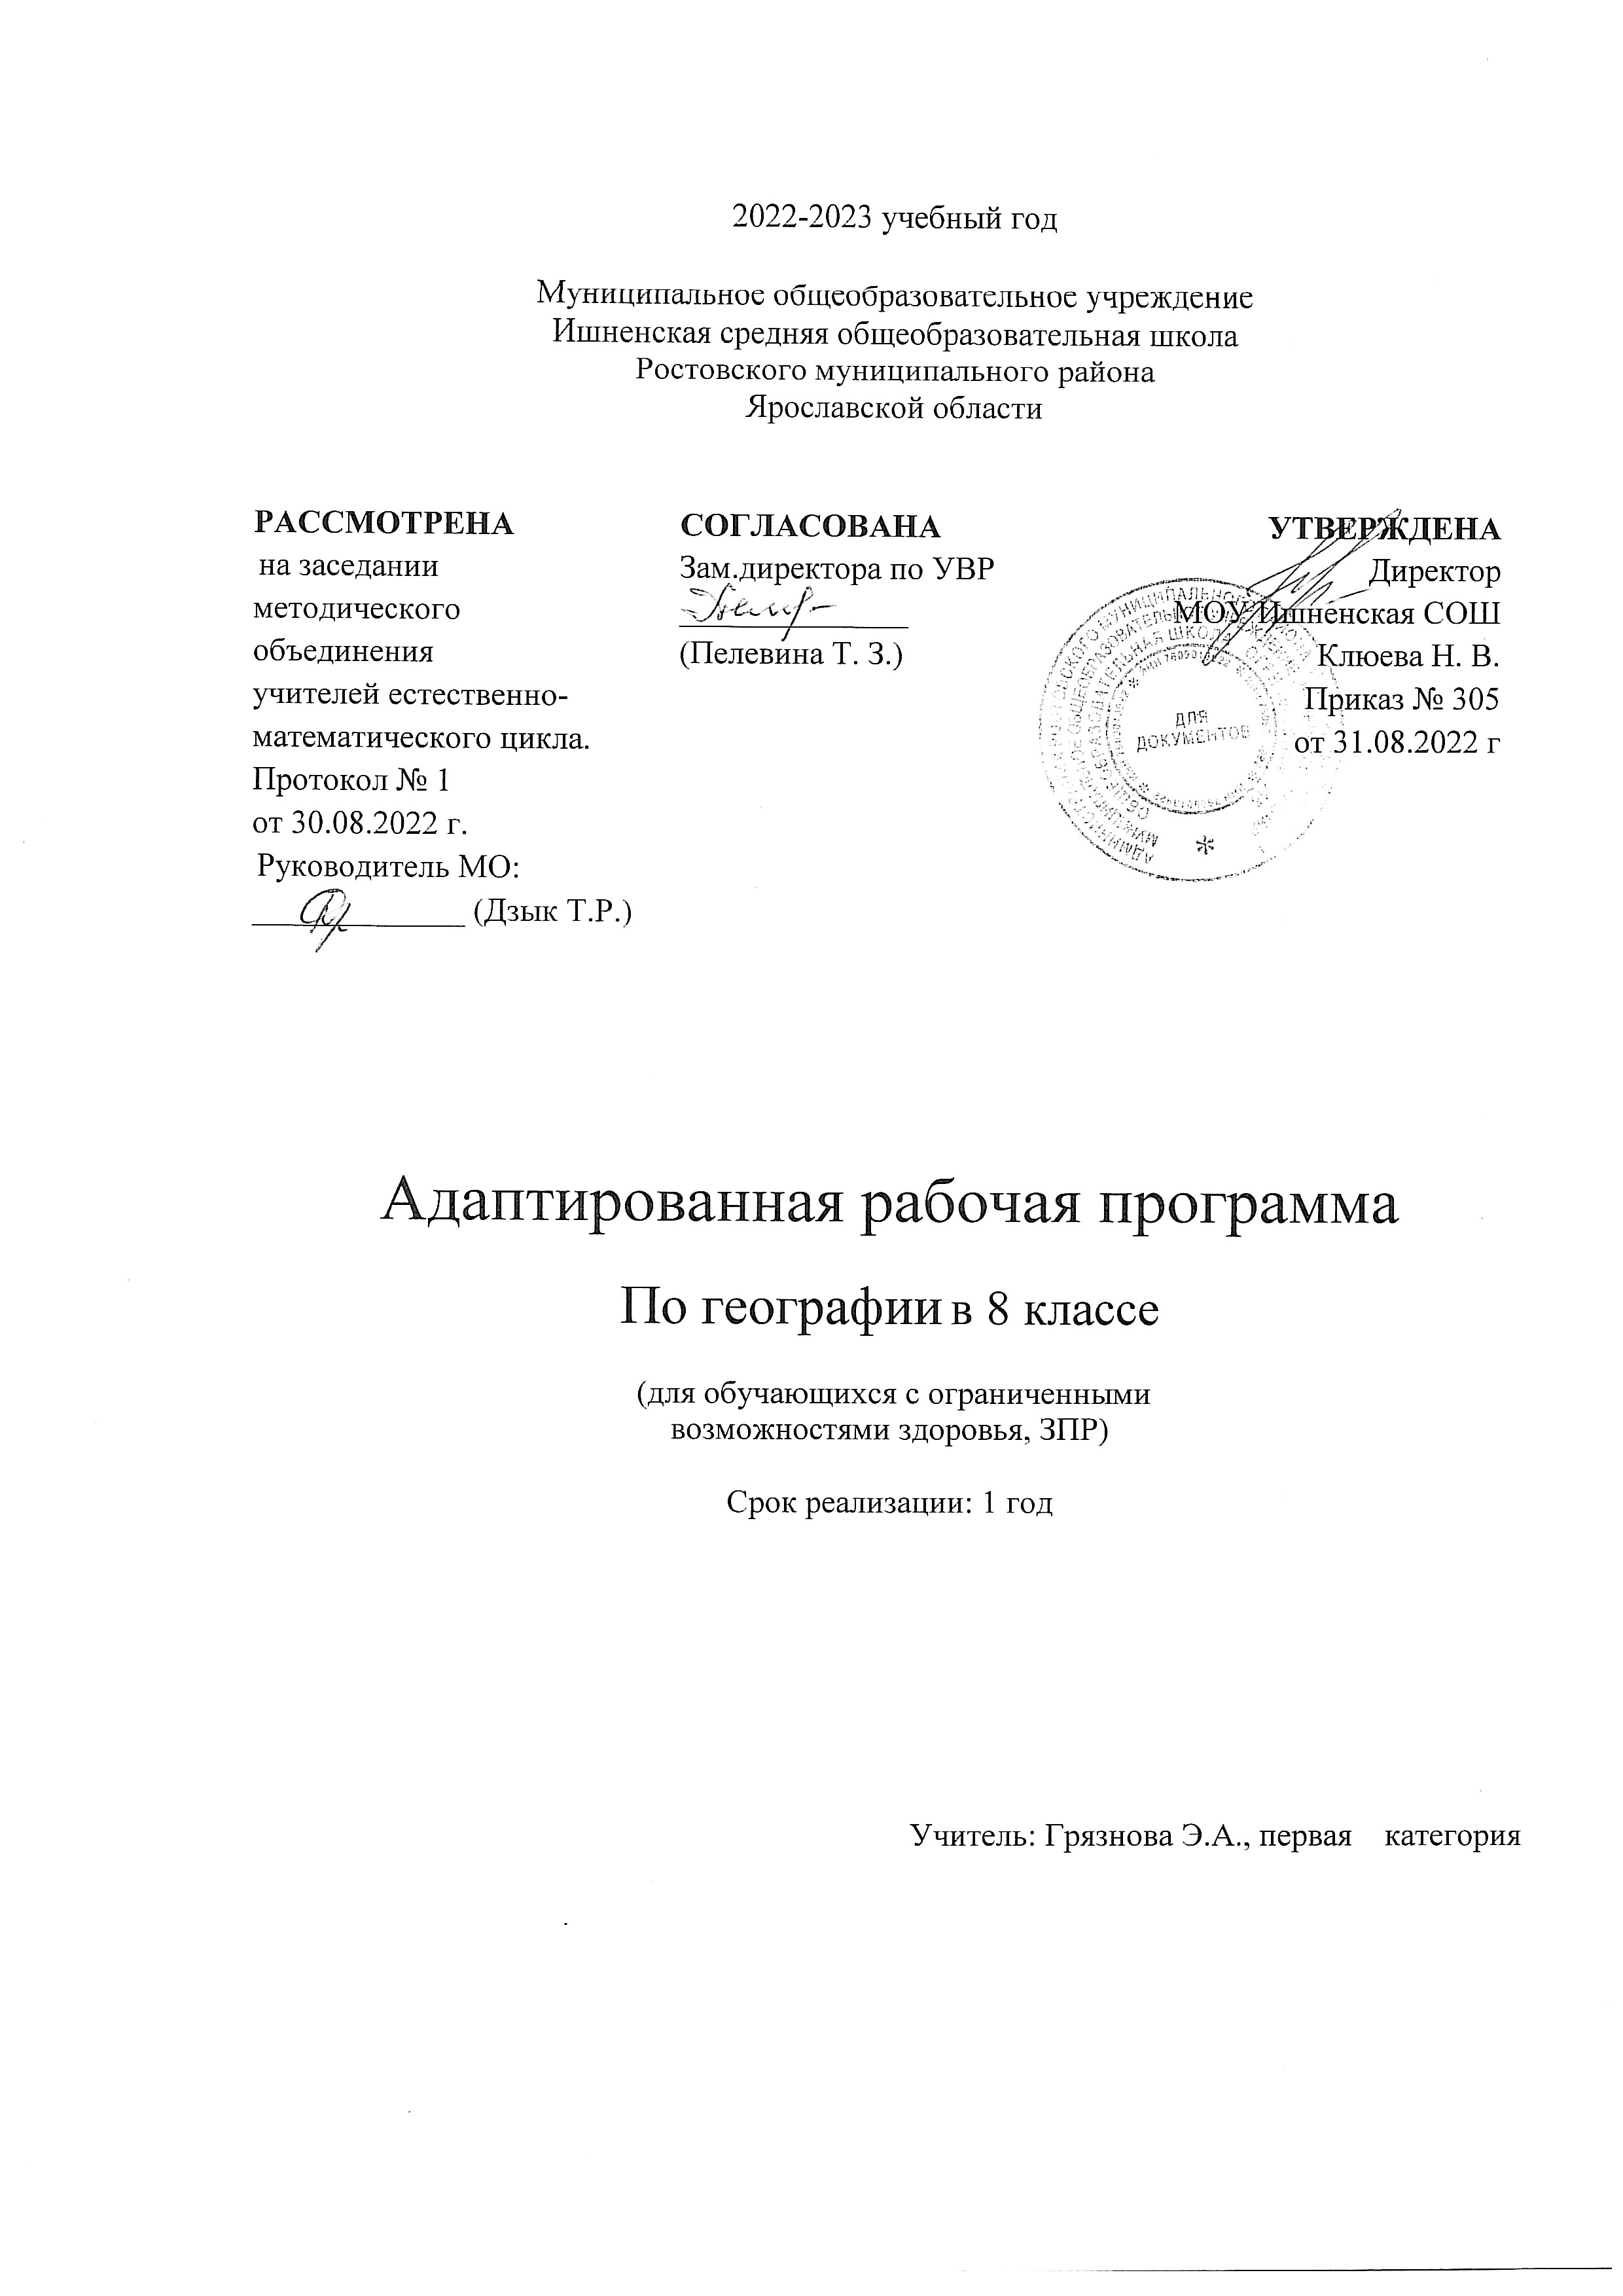 2022-2023 учебный год
Муниципальное общеобразовательное учреждение
Ишненская средняя общеобразовательная школа
Ростовского муниципального района
Ярославской области
РАССМОТРЕНА
на заседании
методического
объединения
учителей естественно-
математического цикла.
Протокол № 1
от 30.08.2022 г.
Руководитель МО:
(Дзык Т.Р.)
СОГЛАСОВАНА
Зам.директора по УВР
(Пелевина Т. З.)
УТВЕРЖДЕНА
Директор
МОУ Ишненская СОШ
Клюева Н. В.
Приказ № 305
от 31.08.2022 г
ДЛЯ
ДОКУМЕНТОВ
Адаптированная рабочая программа
По географии в 8 классе
(для обучающихся с ограниченными
возможностями здоровья, ЗПР)
Срок реализации: 1 год
Учитель: Грязнова Э.А., первая категория